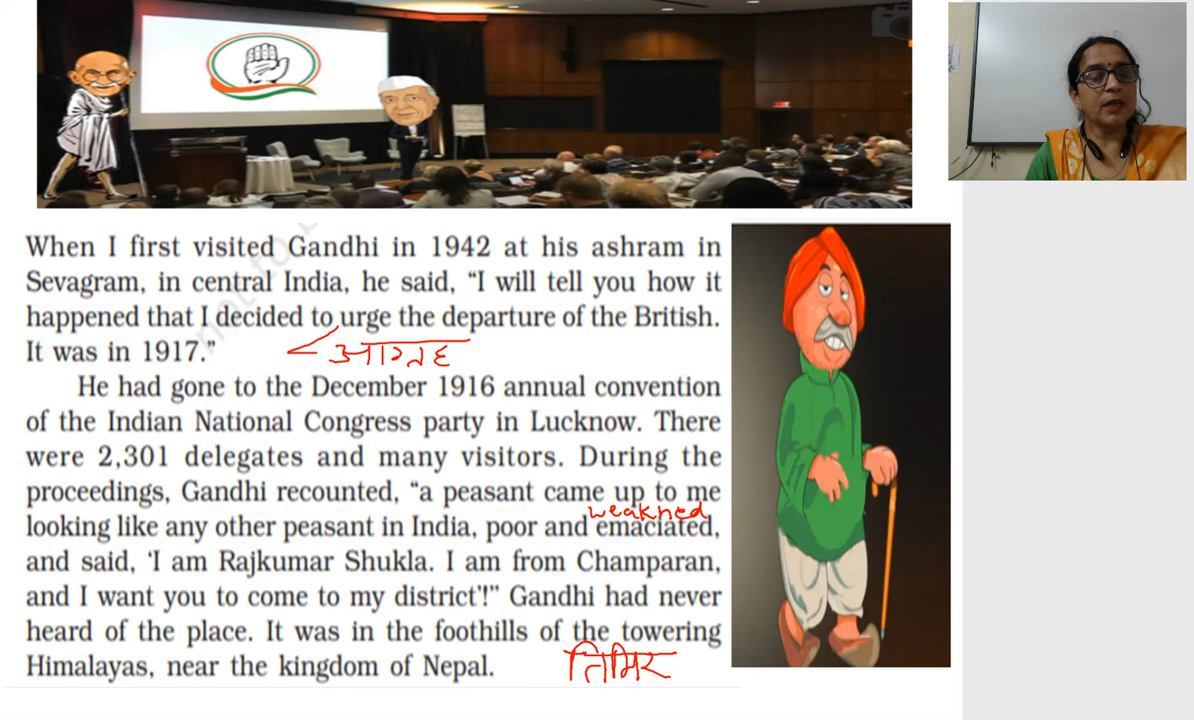 When I first visited Gandhi in 1942 at his ashram in
Sevagram, in central India, he said, “I will tell you how it
happened that I decided to urge the departure of the British.
It was in 1917.”
आग्रह
He had gone to the December 1916 annual convention
of the Indian National Congress party in Lucknow. There
were 2,301 delegates and many visitors. During the
proceedings, Gandhi recounted, “a peasant came up to me
weakned
looking like any other peasant in India, poor and emaciated,
and said, ‘I am Rajkumar Shukla. I am from Champaran,
and I want you to come to my district’!” Gandhi had never
heard of the place. It was in the foothills of the towering
Himalayas, near the kingdom of Nepal.
तिमिर